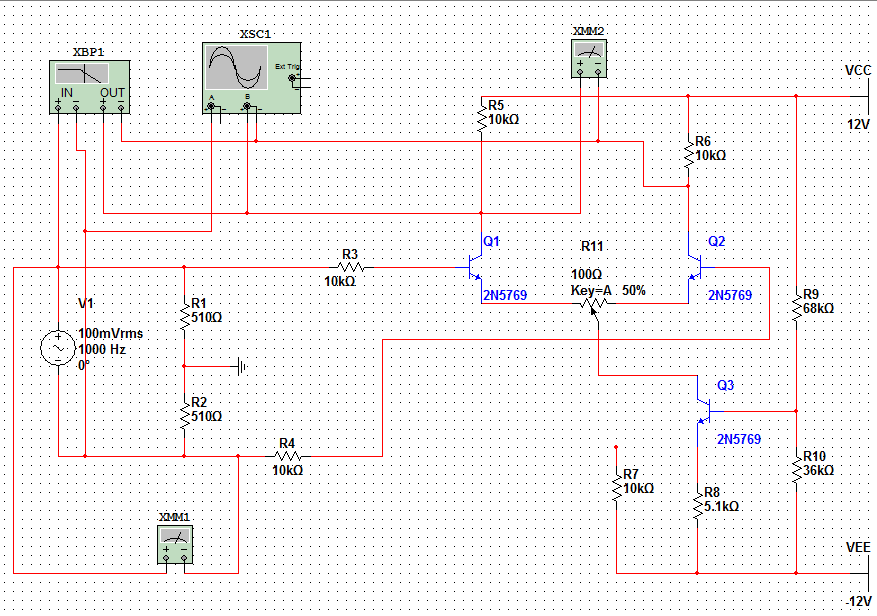 XBP1
IN OUT
XSC1
Ext Trig
A
B
XMM2
VCC
12V
R5
10kΩ
R6
10kΩ
Q1
2N5769
Q2
2N5769
R11
100Ω
Key=A 50%
R3
10kΩ
R1
510Ω
V1
100mVrms
1000 Hz
0°
R2
510Ω
R4
10kΩ
R9
68kΩ
Q3
2N5769
R10
36kΩ
R7
10kΩ
R8
5.1kΩ
XMM1
VEE
-12V